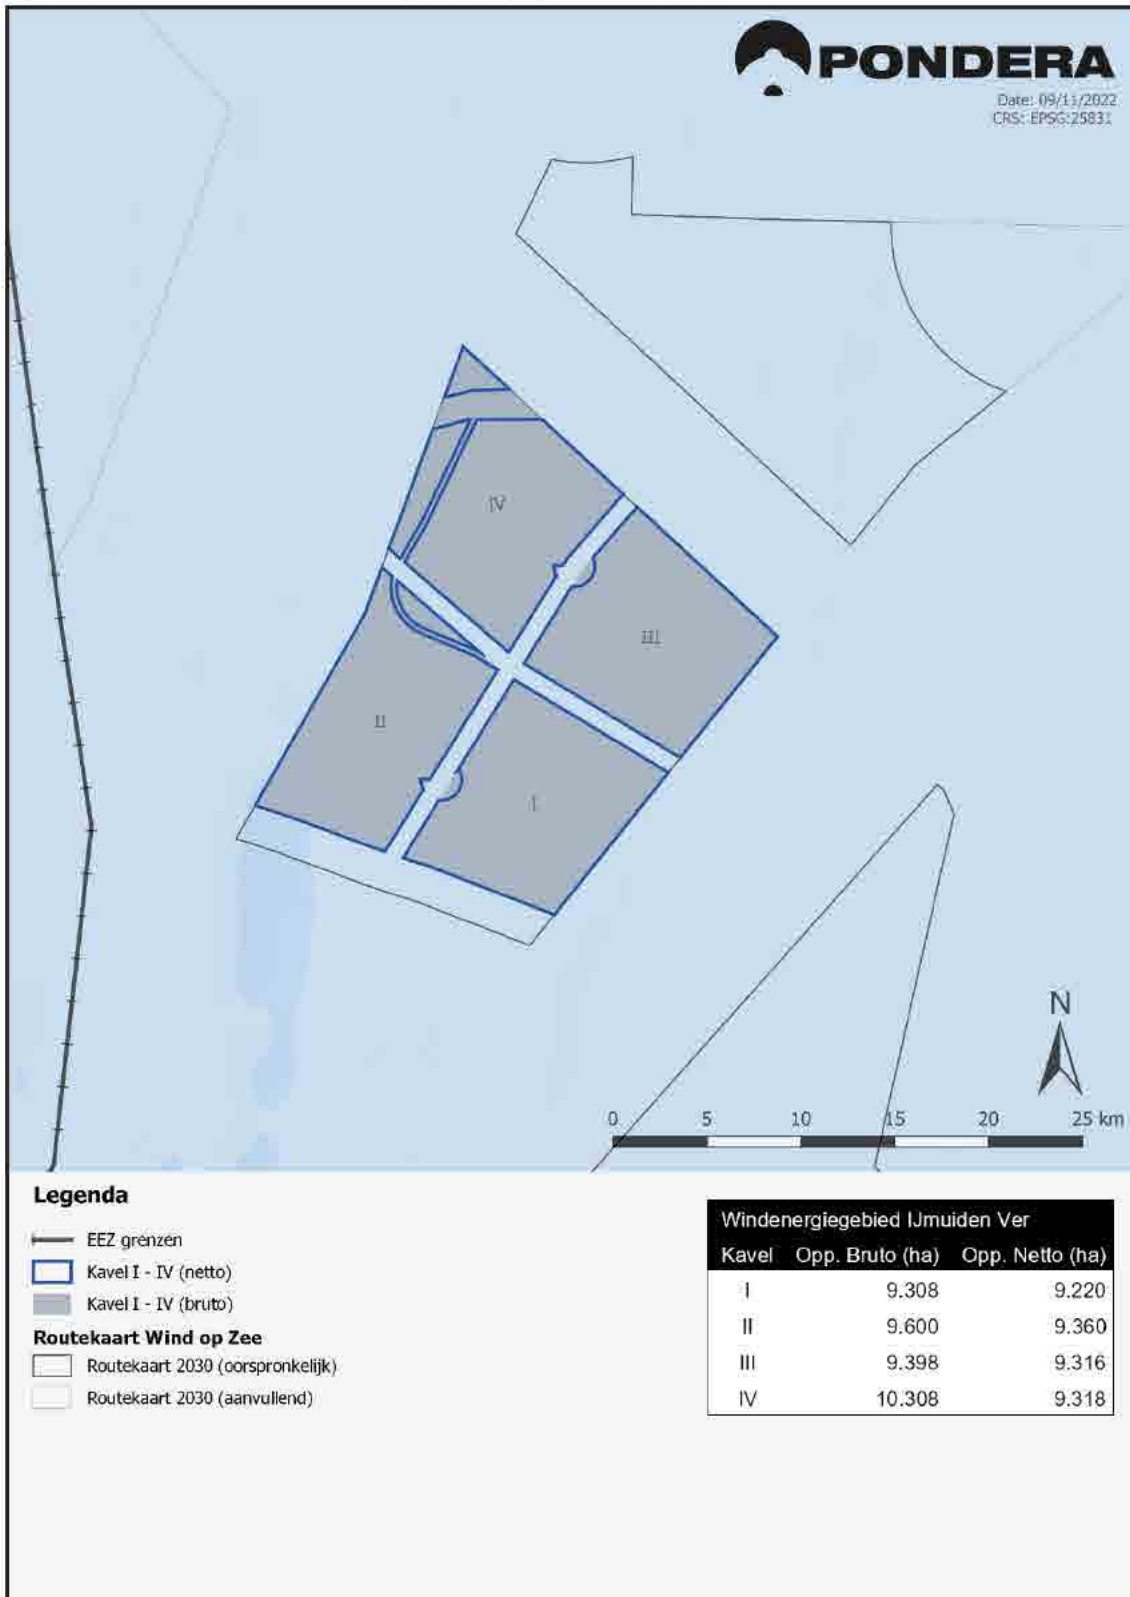 PONDERA
Date: 09/11/2022
CRS: EPSG:25831
IV
III
II
I
N
0 5 10 15 20 25 km
Legenda
EEZ grenzen
Kavel I - IV (netto)
Kavel I - IV (bruto)
Routekaart Wind op Zee
Routekaart 2030 (oorspronkelijk)
Routekaart 2030 (aanvullend)
Windenergiegebied IJmuiden Ver
Kavel Opp. Bruto (ha) Opp. Netto (ha)
I 9.308 9.220
II 9.600 9.360
III 9.398 9.316
IV 10.308 9.318